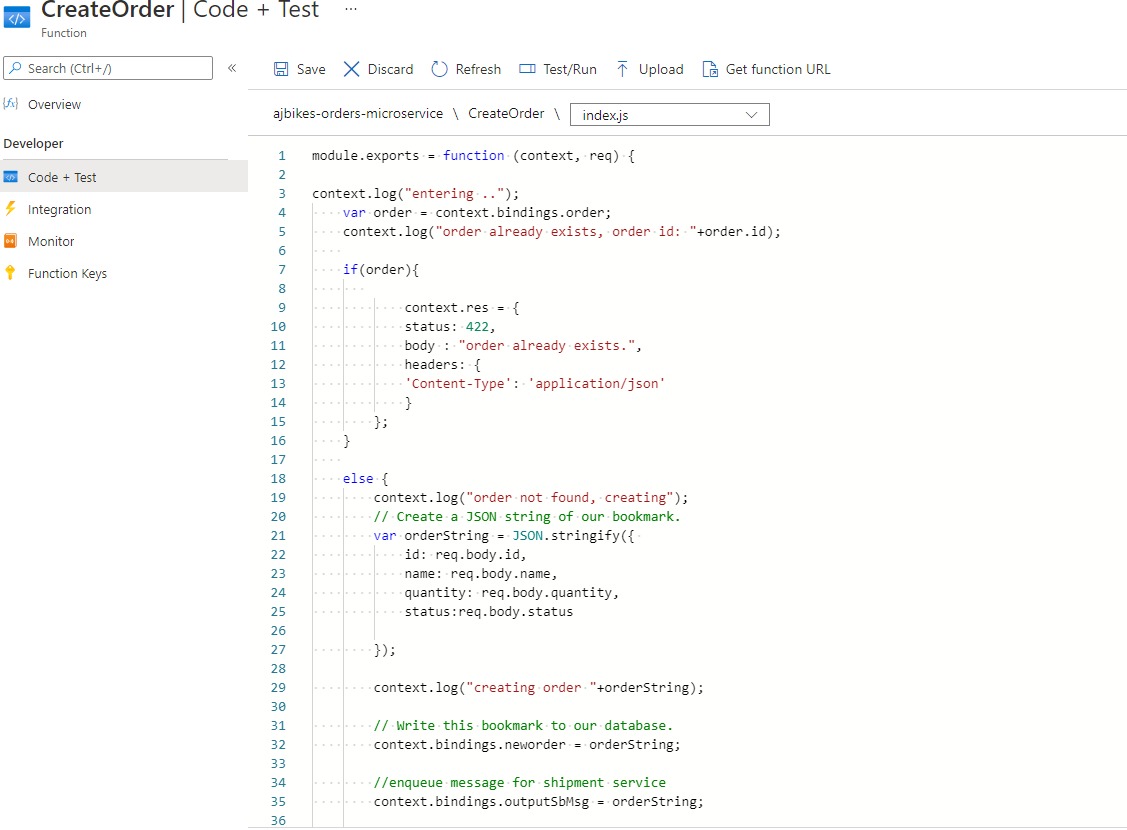 CreateOrder | Code + Test ...
Function
Search (Ctrl+/)
«
Save
Discard
Refresh
Test/Run
Upload
Get function URL
Overview
Developer
Code + Test
Integration
Monitor
Function Keys
ajbikes-orders-microservice \ CreateOrder \ index.js
1 module.exports = function (context, req) {
2
3 context.log("entering ..");
4     var order = context.bindings.order;
5     context.log("order already exists, order id: "+order.id);
6
7     if(order){
8
9             context.res = {
10             status: 422,
11             body : "order already exists.",
12             headers: {
13             'Content-Type': 'application/json'
14             }
15         };
16     }
17
18     else {
19         context.log("order not found, creating");
20         // Create a JSON string of our bookmark.
21         var orderString = JSON.stringify({
22             id: req.body.id,
23             name: req.body.name,
24             quantity: req.body.quantity,
25             status:req.body.status
26
27         });
28
29         context.log("creating order "+orderString);
30
31         // Write this bookmark to our database.
32         context.bindings.neworder = orderString;
33
34         //enqueue message for shipment service
35         context.bindings.outputSbMsg = orderString;
36